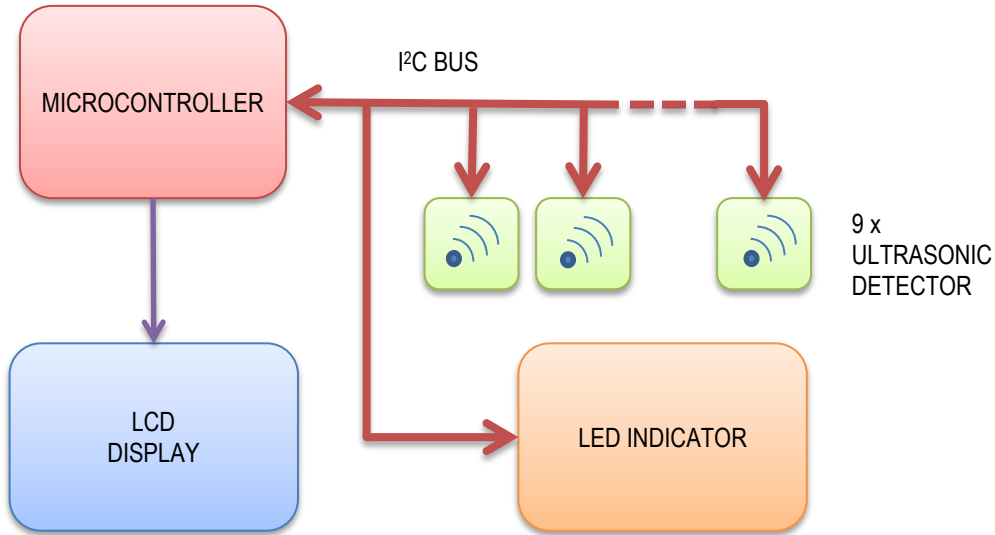 I²C BUS
MICROCONTROLLER
9 x
ULTRASONIC
DETECTOR
LCD
DISPLAY
LED INDICATOR